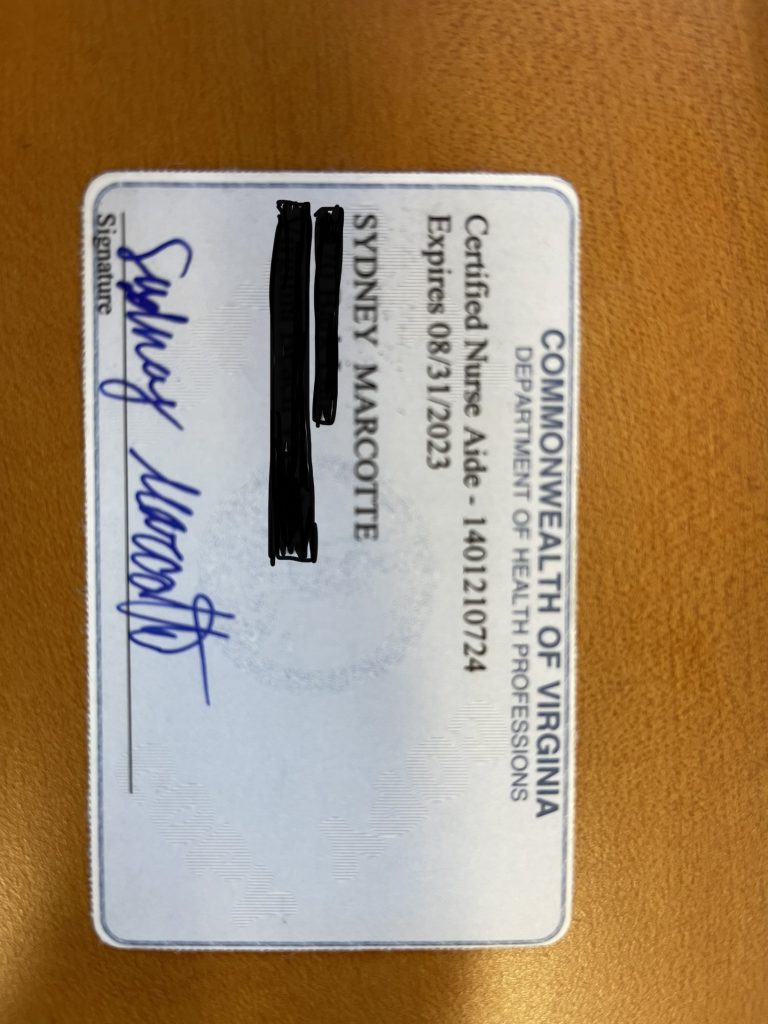 COMMONWEALTH OF VIRGINIA
DEPARTMENT OF HEALTH PROFESSIONS
Certified Nurse Aide - 1401210724
Expires 08/31/2023
SYDNEY MARCOTTE
Sydney Marcotte
Signature